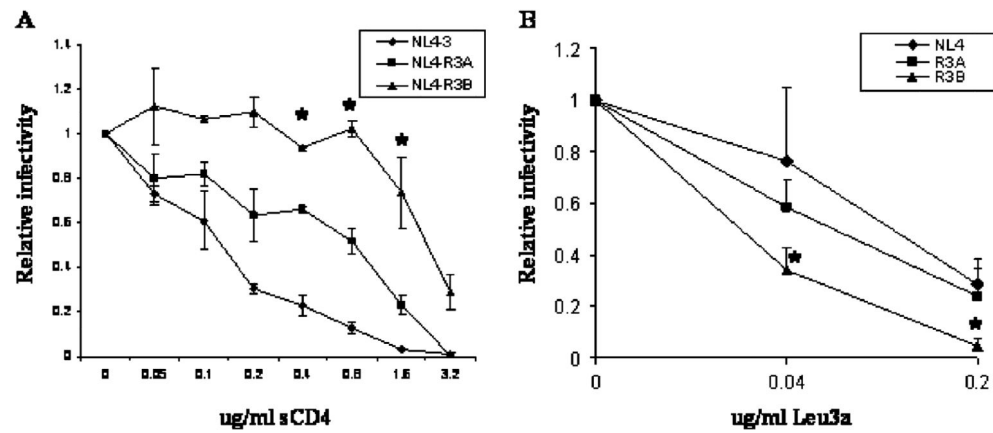 A
NL4-3
NL4-R3A
NL4-R3B
Relative infectivity
1.4
1.2
1
0.8
0.6
0.4
0.2
0
0 0.05 0.1 0.2 0.4 0.8 1.6 3.2
ug/ml sCD4
B
NL4
R3A
R3B
Relative infectivity
1.2
1
0.8
0.6
0.4
0.2
0
0 0.04 0.2
ug/ml Leu3a